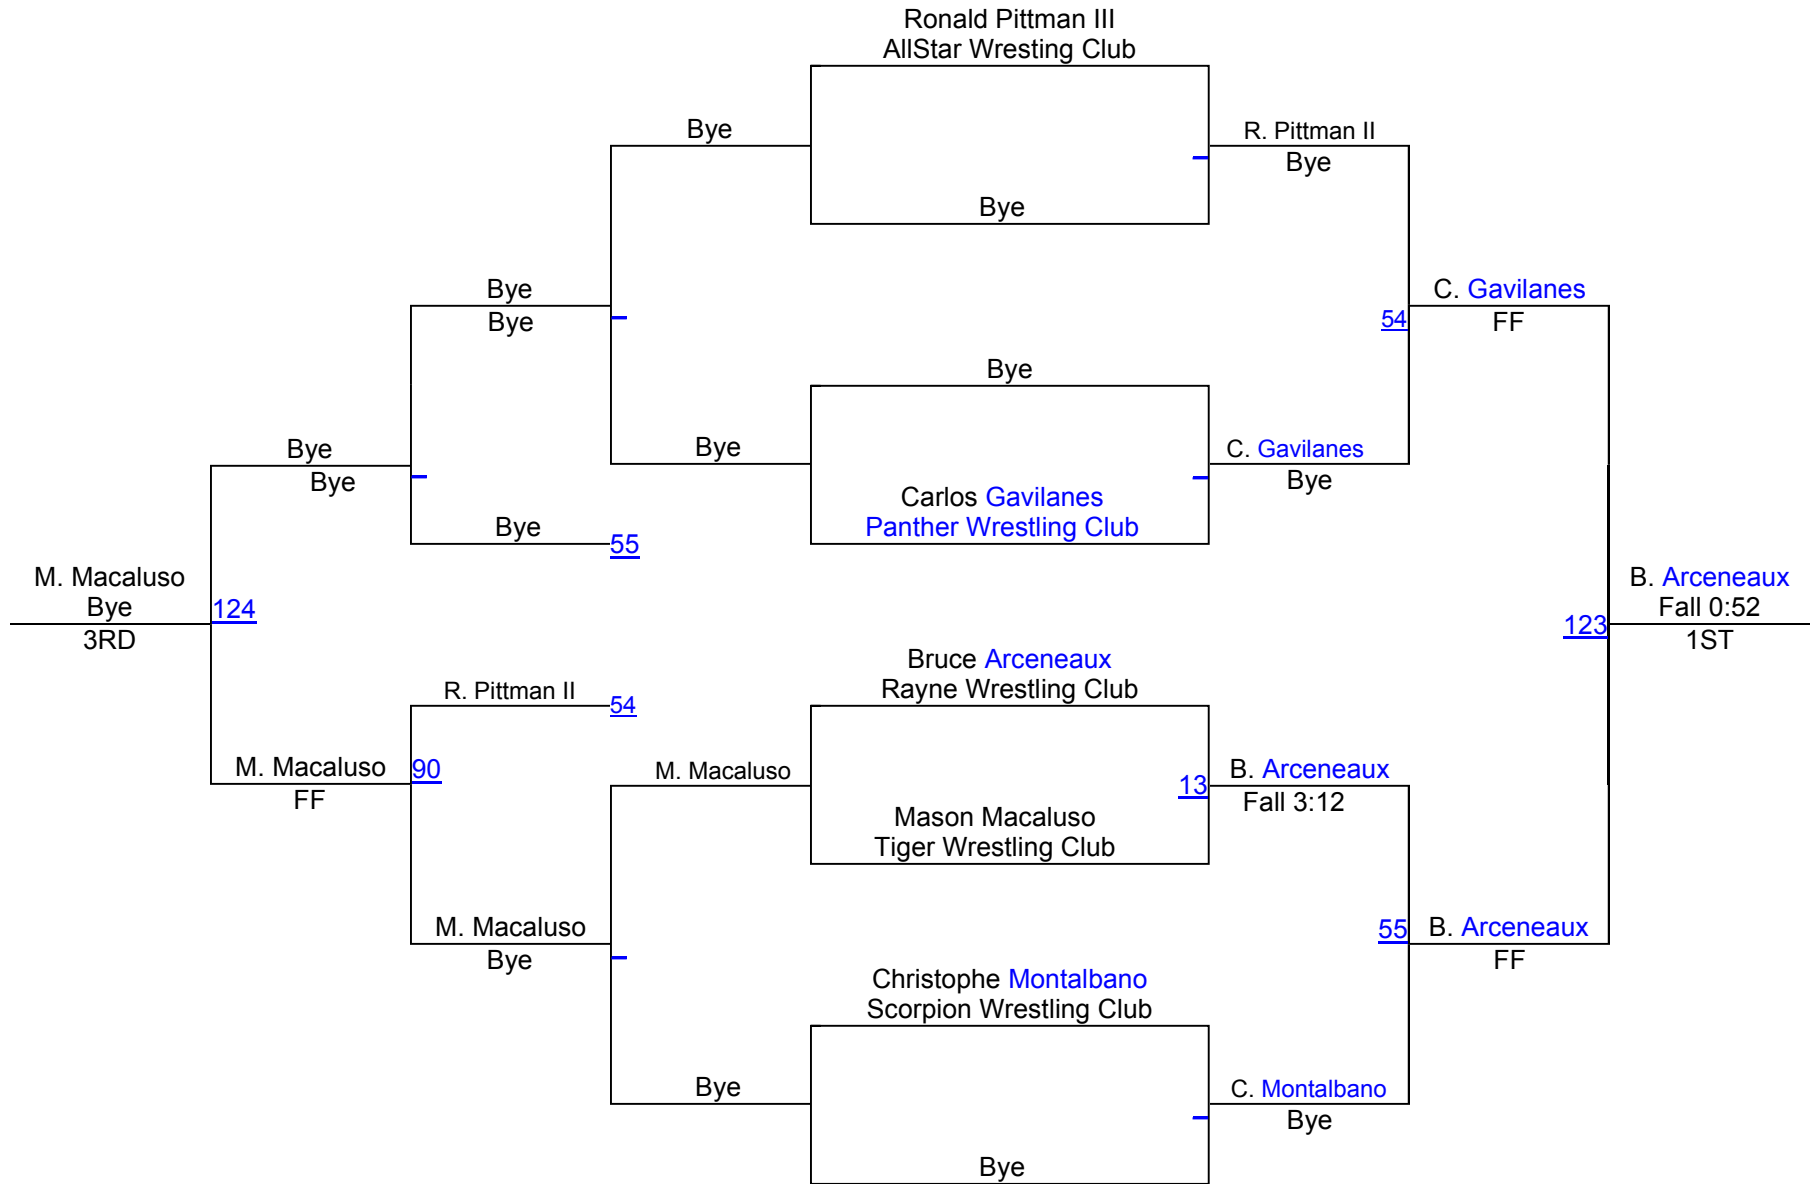 Ronald Pittman III
AllStar Wresting Club
Bye
R. Pittman II
Bye
Bye
Bye
Bye
C. Gavilanes
54
FF
Bye
Bye
C. Gavilanes
Bye
Bye
Bye
Carlos Gavilanes
Panther Wrestling Club
Bye
55
M. Macaluso
Bye
3RD
124
B. Arceneaux
Fall 0:52
1ST
123
Bruce Arceneaux
Rayne Wrestling Club
R. Pittman II
54
M. Macaluso
FF
90
M. Macaluso
13
B. Arceneaux
Fall 3:12
Mason Macaluso
Tiger Wrestling Club
M. Macaluso
Bye
55
B. Arceneaux
FF
Christophe Montalbano
Scorpion Wrestling Club
Bye
C. Montalbano
Bye
Bye